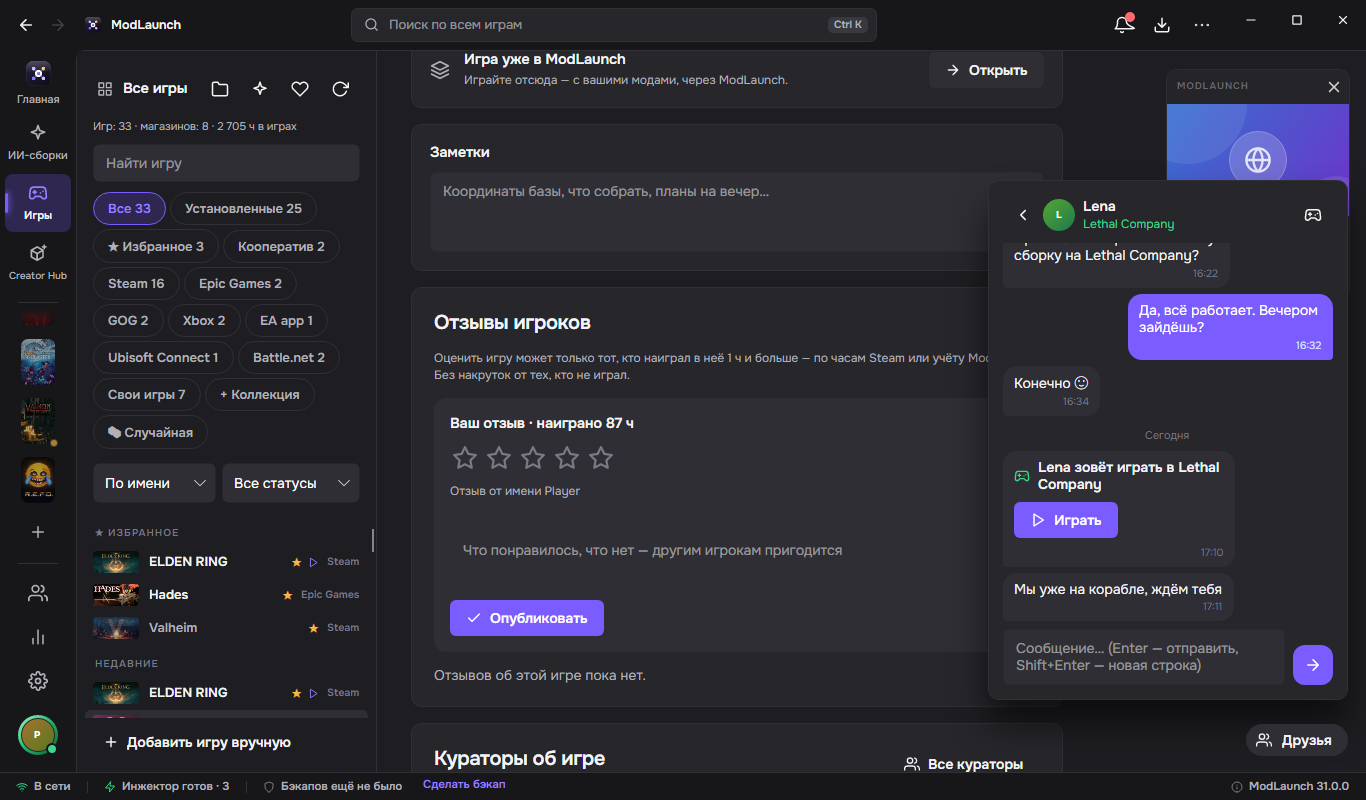 ModLaunch
Поиск по всем играм
Ctrl K
Главная
ИИ-сборки
Игры
Creator Hub
R.E.P.O.
P
Все игры
Игр: 33 · магазинов: 8 · 2 705 ч в играх
Найти игру
Все 33
Установленные 25
★ Избранное 3
Кооператив 2
Steam 16
Epic Games 2
GOG 2
Xbox 2
EA app 1
Ubisoft Connect 1
Battle.net 2
Свои игры 7
+ Коллекция
Случайная
По имени
Все статусы
★ ИЗБРАННОЕ
ELDEN RING
Steam
Hades
Epic Games
Valheim
Steam
НЕДАВНИЕ
ELDEN RING
Steam
Добавить игру вручную
Игра уже в ModLaunch
Играйте отсюда — с вашими модами, через ModLaunch.
Открыть
Заметки
Координаты базы, что собрать, планы на вечер...
Отзывы игроков
Оценить игру может только тот, кто наиграл в неё 1 ч и больше — по часам Steam или учёту Mod
Без накруток от тех, кто не играл.
Ваш отзыв · наиграно 87 ч
Отзыв от имени Player
Что понравилось, что нет — другим игрокам пригодится
Опубликовать
Отзывов об этой игре пока нет.
Кураторы об игре
Все кураторы
MODLAUNCH
L
Lena
Lethal Company
сборку на Lethal Company?
16:22
Да, всё работает. Вечером
зайдёшь?
16:32
Конечно 🙂
16:34
Сегодня
Lena зовёт играть в Lethal
Company
Играть
17:10
Мы уже на корабле, ждём тебя
17:11
Сообщение... (Enter — отправить,
Shift+Enter — новая строка)
Друзья
В сети
Инжектор готов · 3
Бэкапов ещё не было
Сделать бэкап
ModLaunch 31.0.0